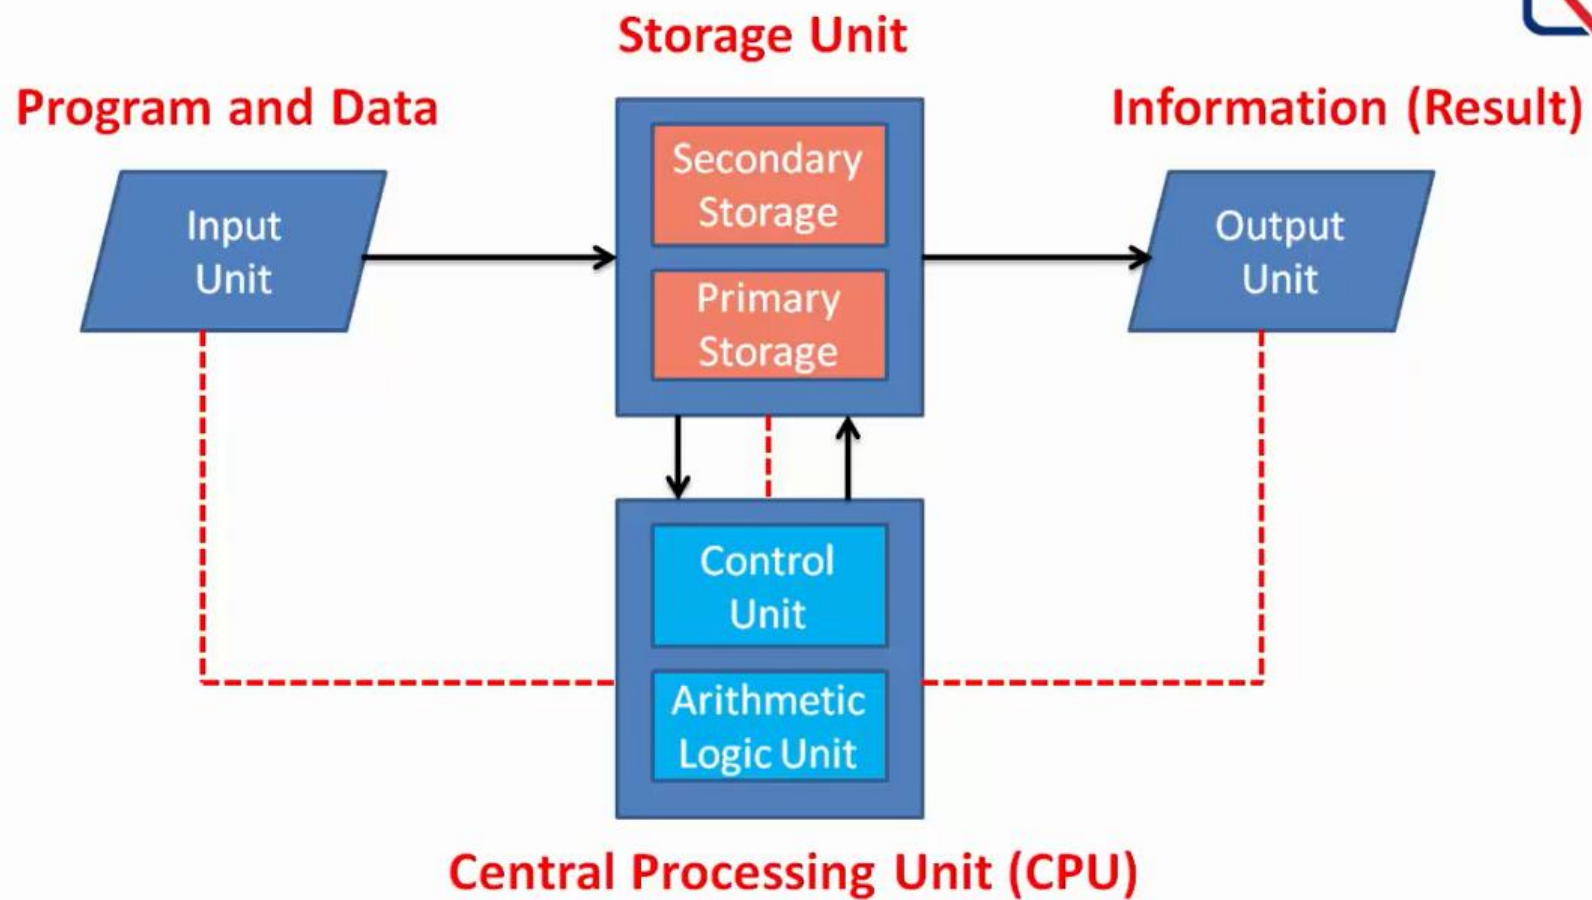 Storage Unit
Program and Data
Information (Result)
Input
Unit
Secondary
Storage
Primary
Storage
Output
Unit
Control
Unit
Arithmetic
Logic Unit
Central Processing Unit (CPU)